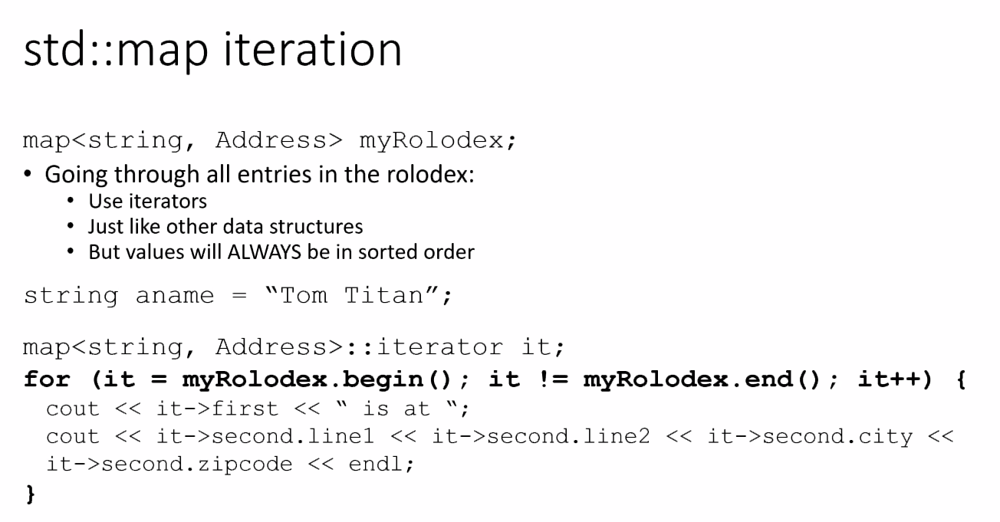 std::map iteration
map<string, Address> myRolodex;
• Going through all entries in the rolodex:
• Use iterators
• Just like other data structures
• But values will ALWAYS be in sorted order
string aname = “Tom Titan”;
map<string, Address>::iterator it;
for (it = myRolodex.begin(); it != myRolodex.end(); it++) {
cout << it->first << “ is at “;
cout << it->second.line1 << it->second.line2 << it->second.city <<
it->second.zipcode << endl;
}